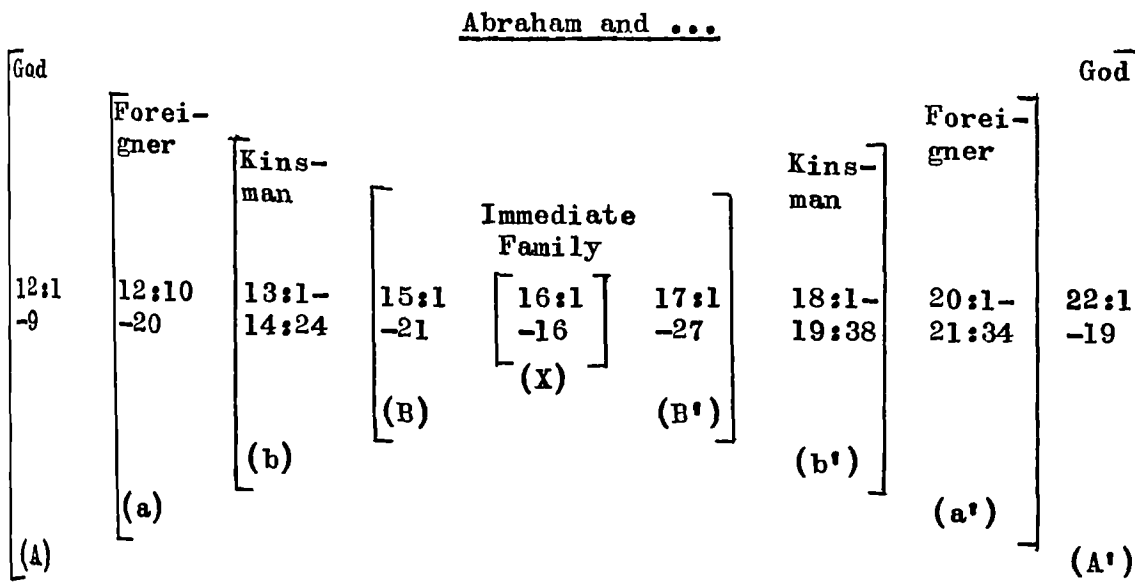 Abraham and ...
God God
Forei- Forei-
gner gner
Kins- Kins-
man man
Immediate
Family
12:1 12:10 13:1- 15:1 16:1 17:1 18:1- 20:1- 22:1
-9 -20 14:24 -21 -16 -27 19:38 21:34 -19
(X)
(B) (B')
(b) (b')
(a) (a')
(A) (A')